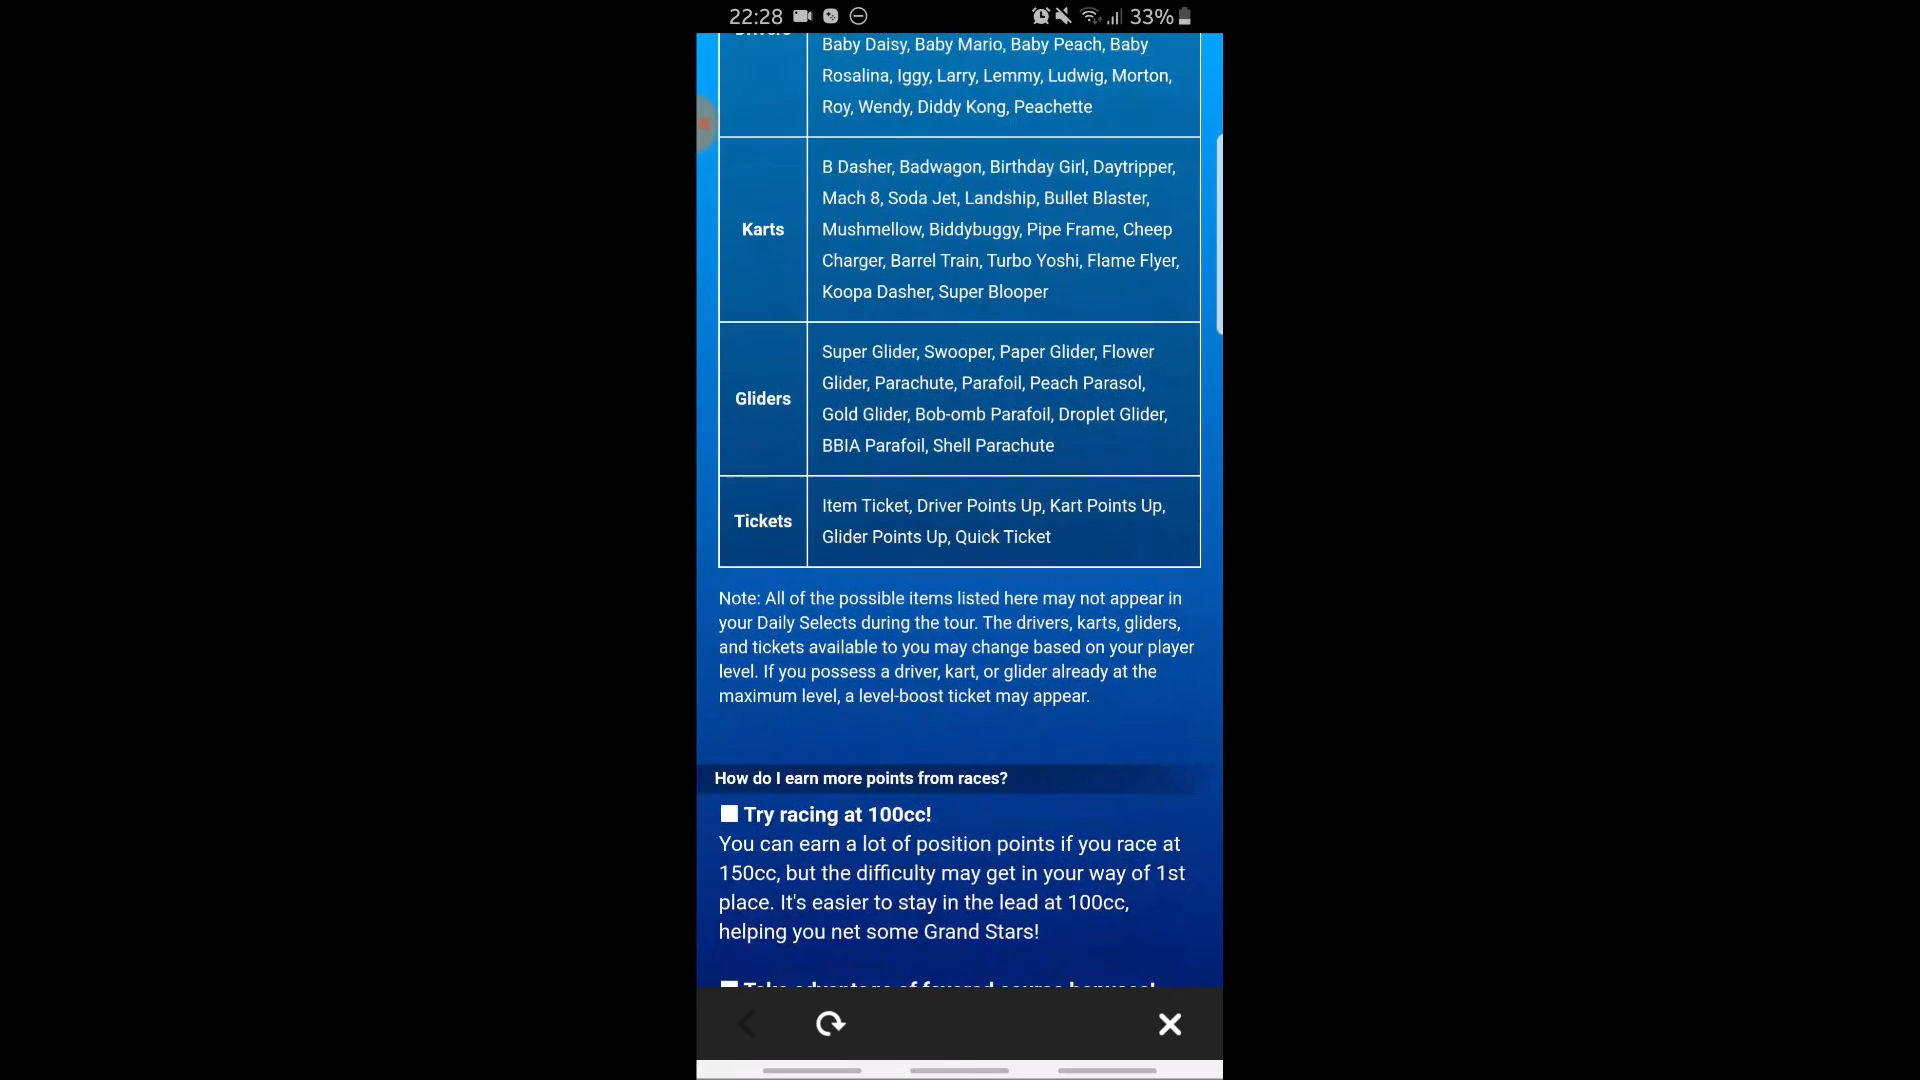 22:28 33%
Baby Daisy, Baby Mario, Baby Peach, Baby
Rosalina, Iggy, Larry, Lemmy, Ludwig, Morton,
Roy, Wendy, Diddy Kong, Peachette
Karts
B Dasher, Badwagon, Birthday Girl, Daytripper,
Mach 8, Soda Jet, Landship, Bullet Blaster,
Mushmellow, Biddybuggy, Pipe Frame, Cheep
Charger, Barrel Train, Turbo Yoshi, Flame Flyer,
Koopa Dasher, Super Blooper
Gliders
Super Glider, Swooper, Paper Glider, Flower
Glider, Parachute, Parafoil, Peach Parasol,
Gold Glider, Bob-omb Parafoil, Droplet Glider,
BBIA Parafoil, Shell Parachute
Tickets
Item Ticket, Driver Points Up, Kart Points Up,
Glider Points Up, Quick Ticket
Note: All of the possible items listed here may not appear in
your Daily Selects during the tour. The drivers, karts, gliders,
and tickets available to you may change based on your player
level. If you possess a driver, kart, or glider already at the
maximum level, a level-boost ticket may appear.
How do I earn more points from races?
Try racing at 100cc!
You can earn a lot of position points if you race at
150cc, but the difficulty may get in your way of 1st
place. It's easier to stay in the lead at 100cc,
helping you net some Grand Stars!
Take advantage of favored-course bonuses!